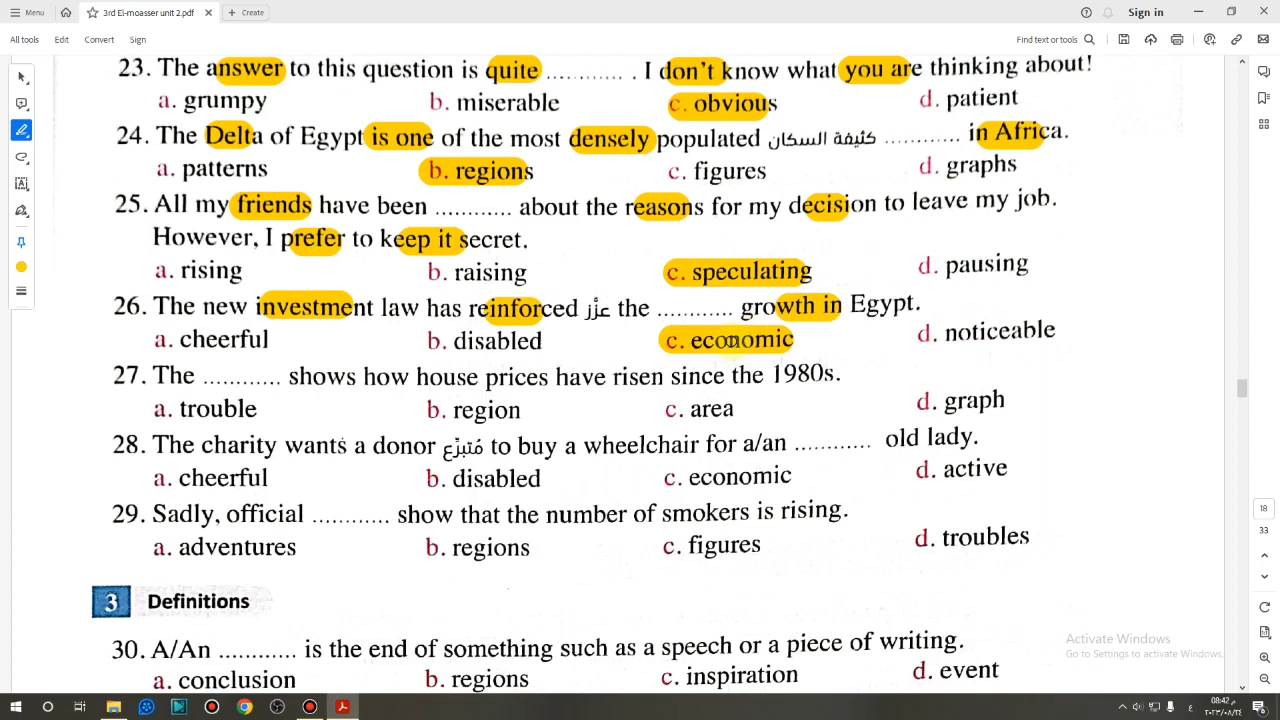 Menu
3rd El-moasser unit 2.pdf
Create
Sign in
All tools Edit Convert Sign
Find text or tools
23. The answer to this question is quite ............ . I don't know what you are thinking about!
a. grumpy b. miserable c. obvious d. patient
24. The Delta of Egypt is one of the most densely populated كثيفة السكان ............ in Africa.
a. patterns b. regions c. figures d. graphs
25. All my friends have been ............ about the reasons for my decision to leave my job.
However, I prefer to keep it secret.
a. rising b. raising c. speculating d. pausing
26. The new investment law has reinforced عزَّز the ............ growth in Egypt.
a. cheerful b. disabled c. economic d. noticeable
27. The ............ shows how house prices have risen since the 1980s.
a. trouble b. region c. area d. graph
28. The charity wants a donor مُتبرِّع to buy a wheelchair for a/an ............ old lady.
a. cheerful b. disabled c. economic d. active
29. Sadly, official ............ show that the number of smokers is rising.
a. adventures b. regions c. figures d. troubles
3 Definitions
30. A/An ............ is the end of something such as a speech or a piece of writing.
a. conclusion b. regions c. inspiration d. event
18
33
Activate Windows
Go to Settings to activate Windows.
08:42 م
٢٠٢٣/٠٨/٢٤